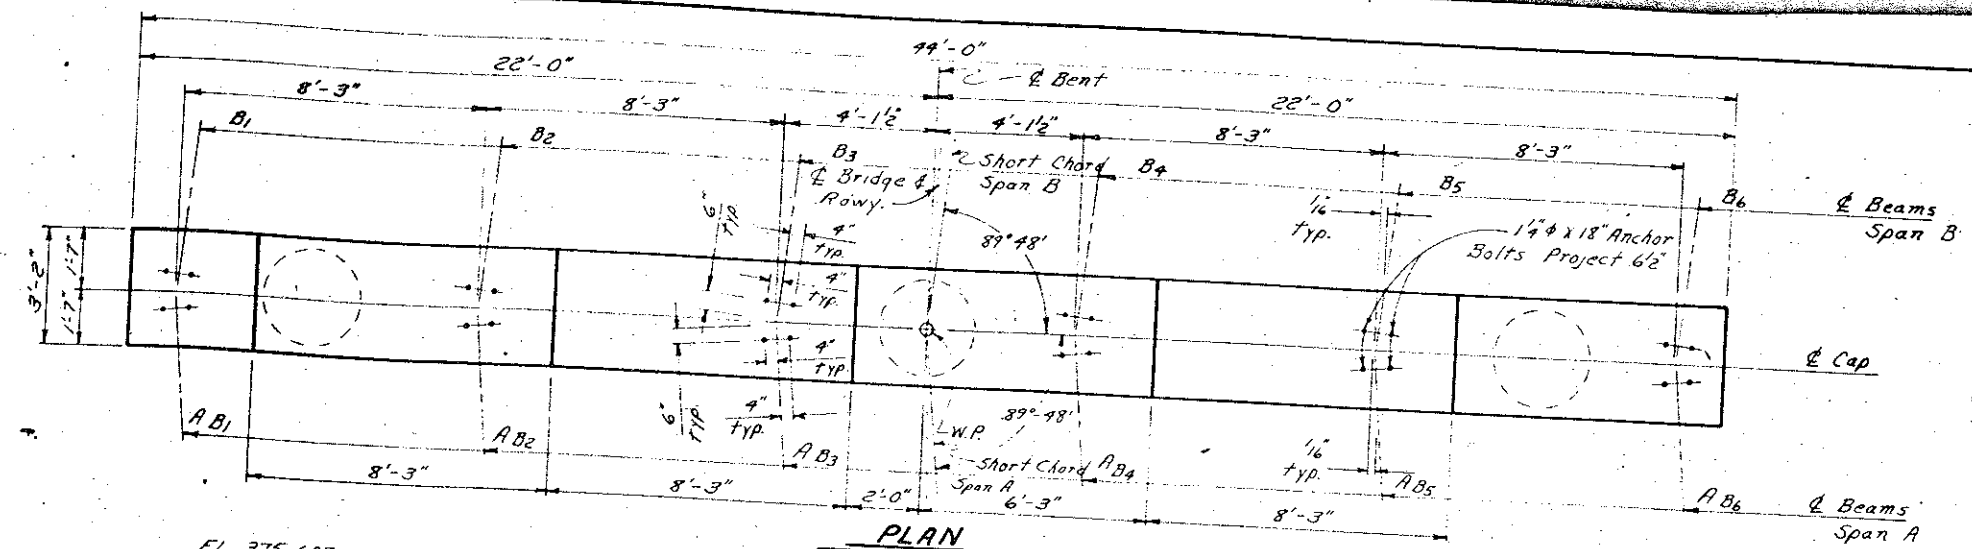 44'-0"
22'-0"
₵ Bent
22'-0"
8'-3"
8'-3"
4'-1½"
4'-1½"
8'-3"
8'-3"
B1
B2
B3
B4
B5
B6
₵ Beams
Span B
₵ Short Chord
Span B
₵ Bridge &
Rdwy.
6"
typ.
4"
typ.
4"
typ.
89°48'
1/16"
typ.
1¼"φ x 18" Anchor
Bolts Project 6½"
3'-2"
1'-7"
1'-7"
4"
typ.
₵ Cap
6"
typ.
4"
typ.
89°-48'
W.P.
1/16"
typ.
AB1
AB2
AB3
AB4
AB5
AB6
Short Chord
Span A
₵ Beams
Span A
8'-3"
8'-3"
2'-0"
6'-3"
8'-3"
PLAN